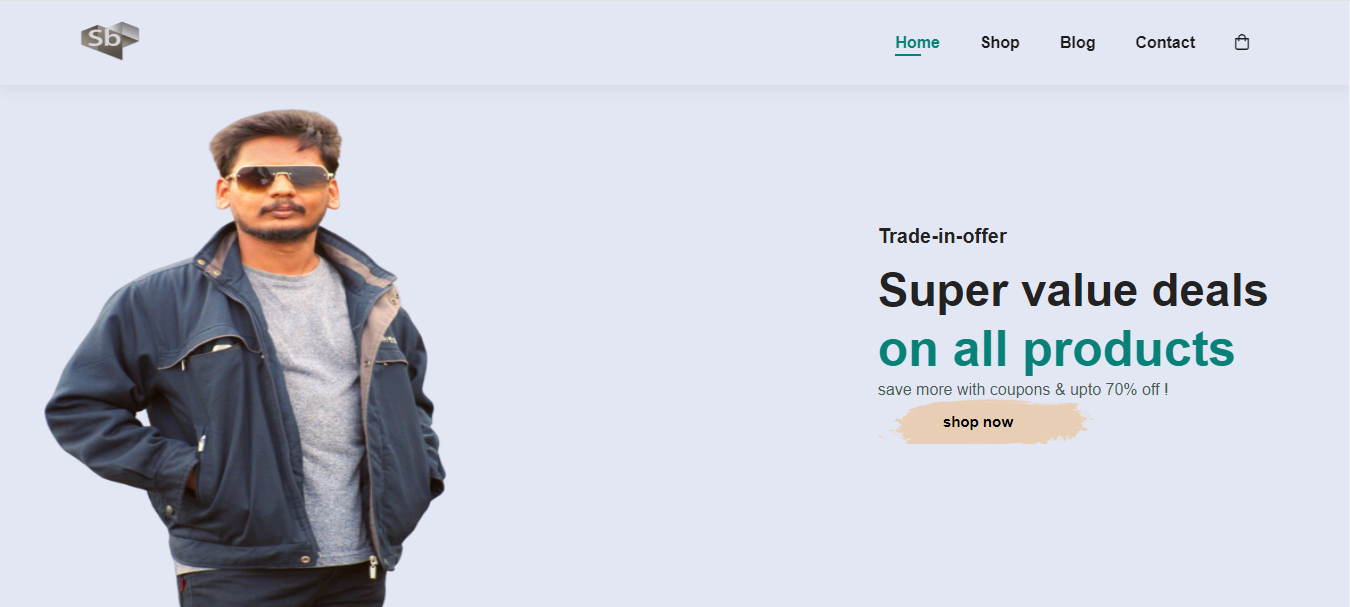 Sb
Home Shop Blog Contact
Trade-in-offer
Super value deals
on all products
save more with coupons & upto 70% off !
shop now